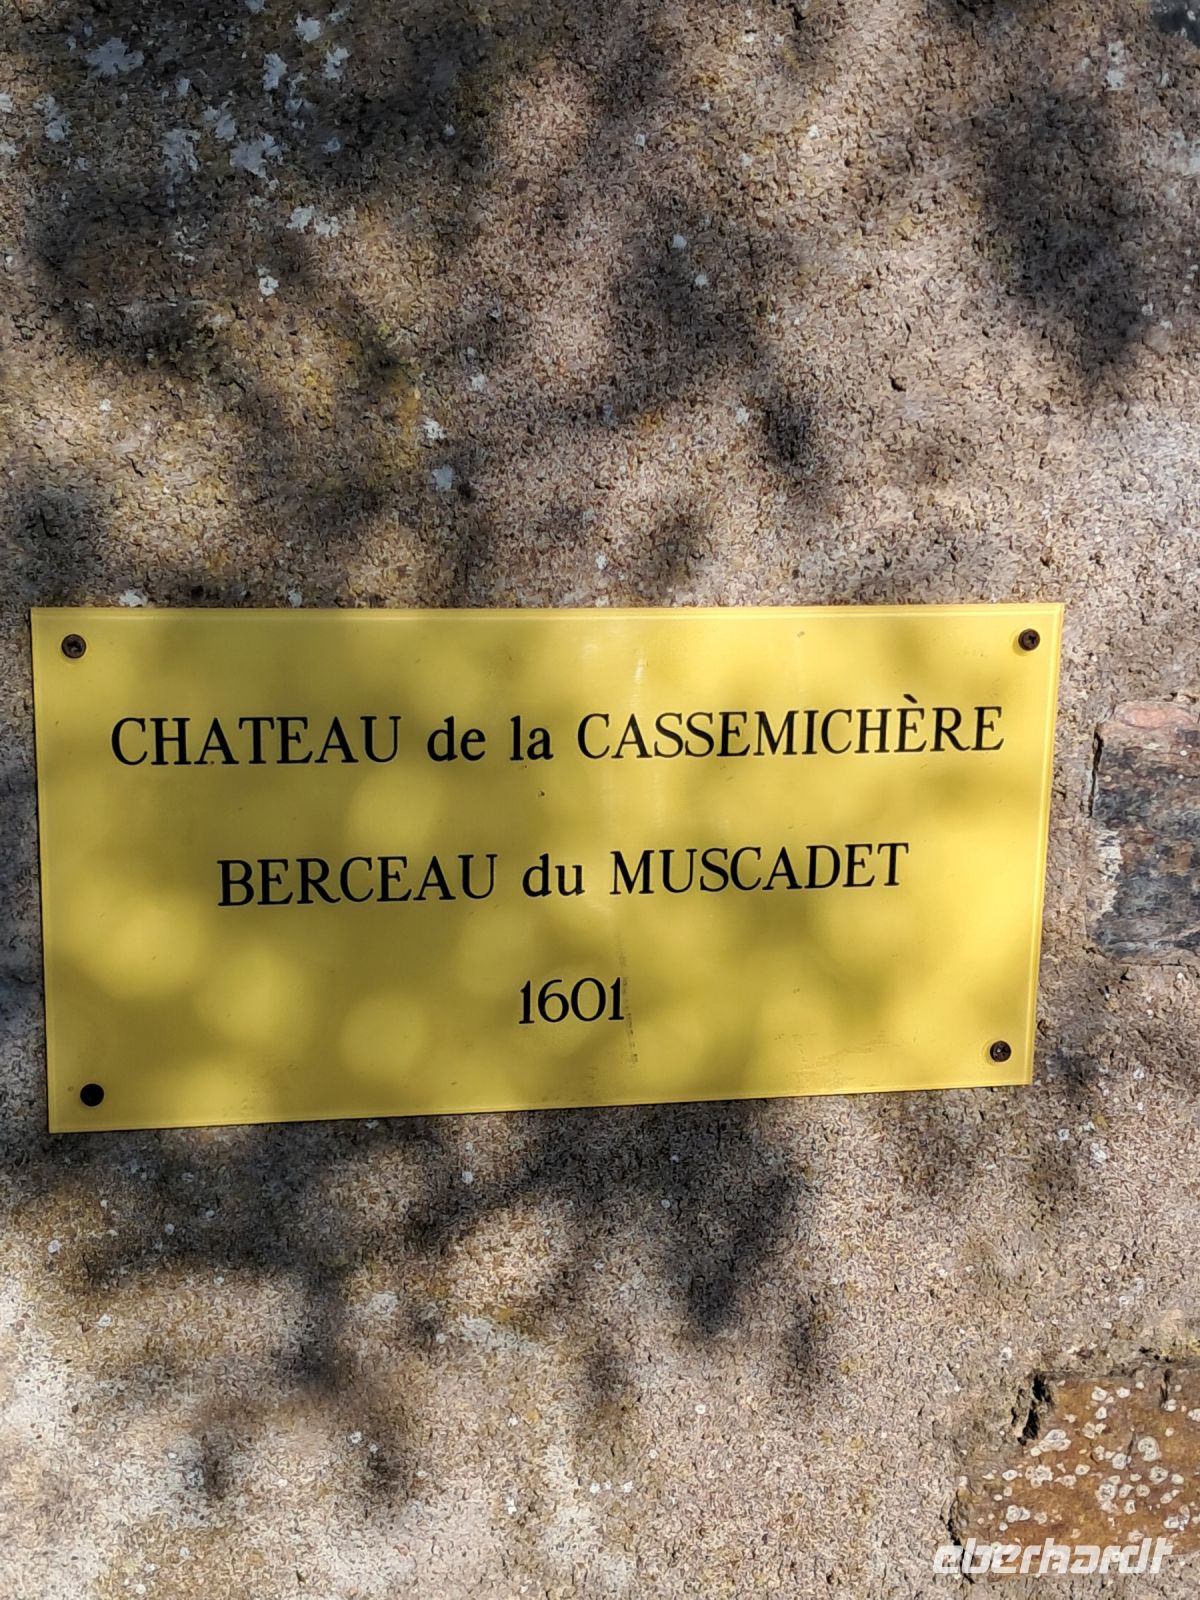 CHATEAU de la CASSEMICHÈRE
BERCEAU du MUSCADET
1601
eberhardt